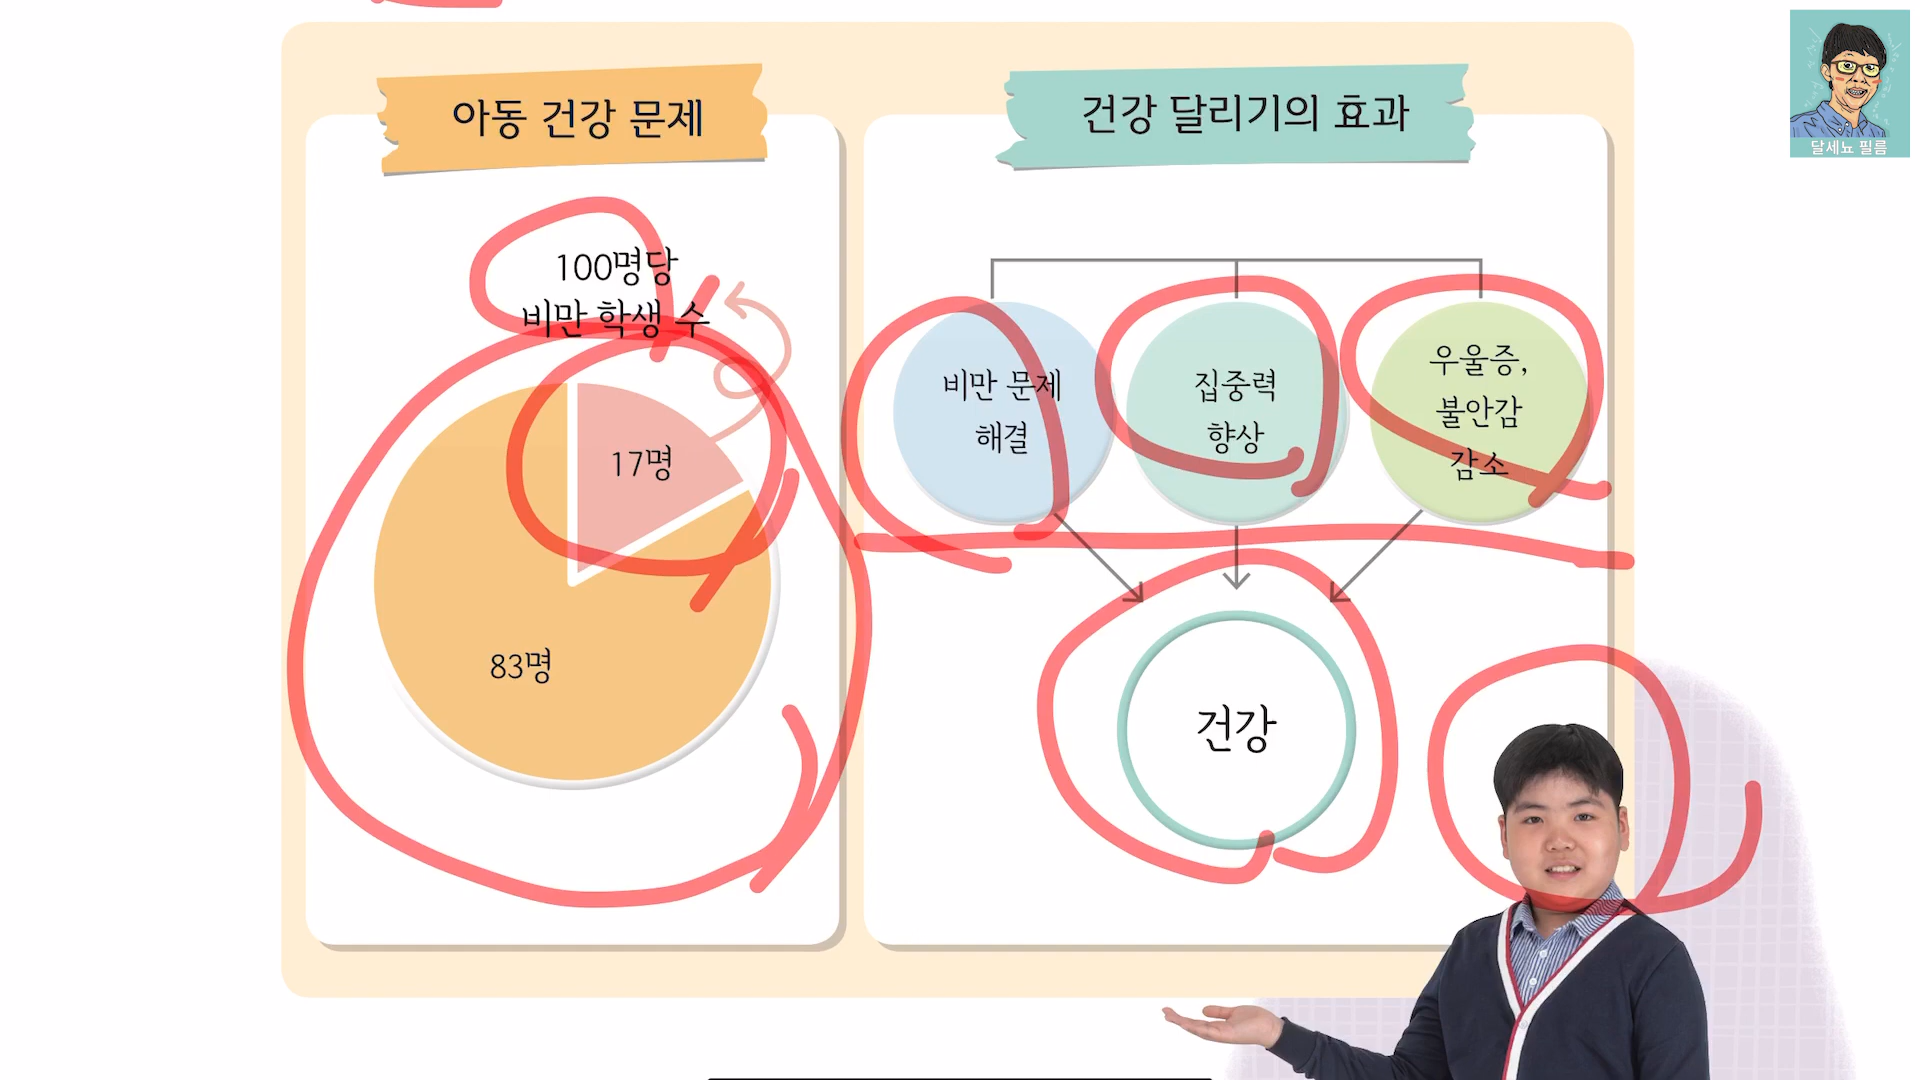 아동 건강 문제
100명당
비만 학생 수
17명
83명
건강 달리기의 효과
비만 문제
해결
집중력
향상
우울증,
불안감
감소
건강
달세뇨 필름